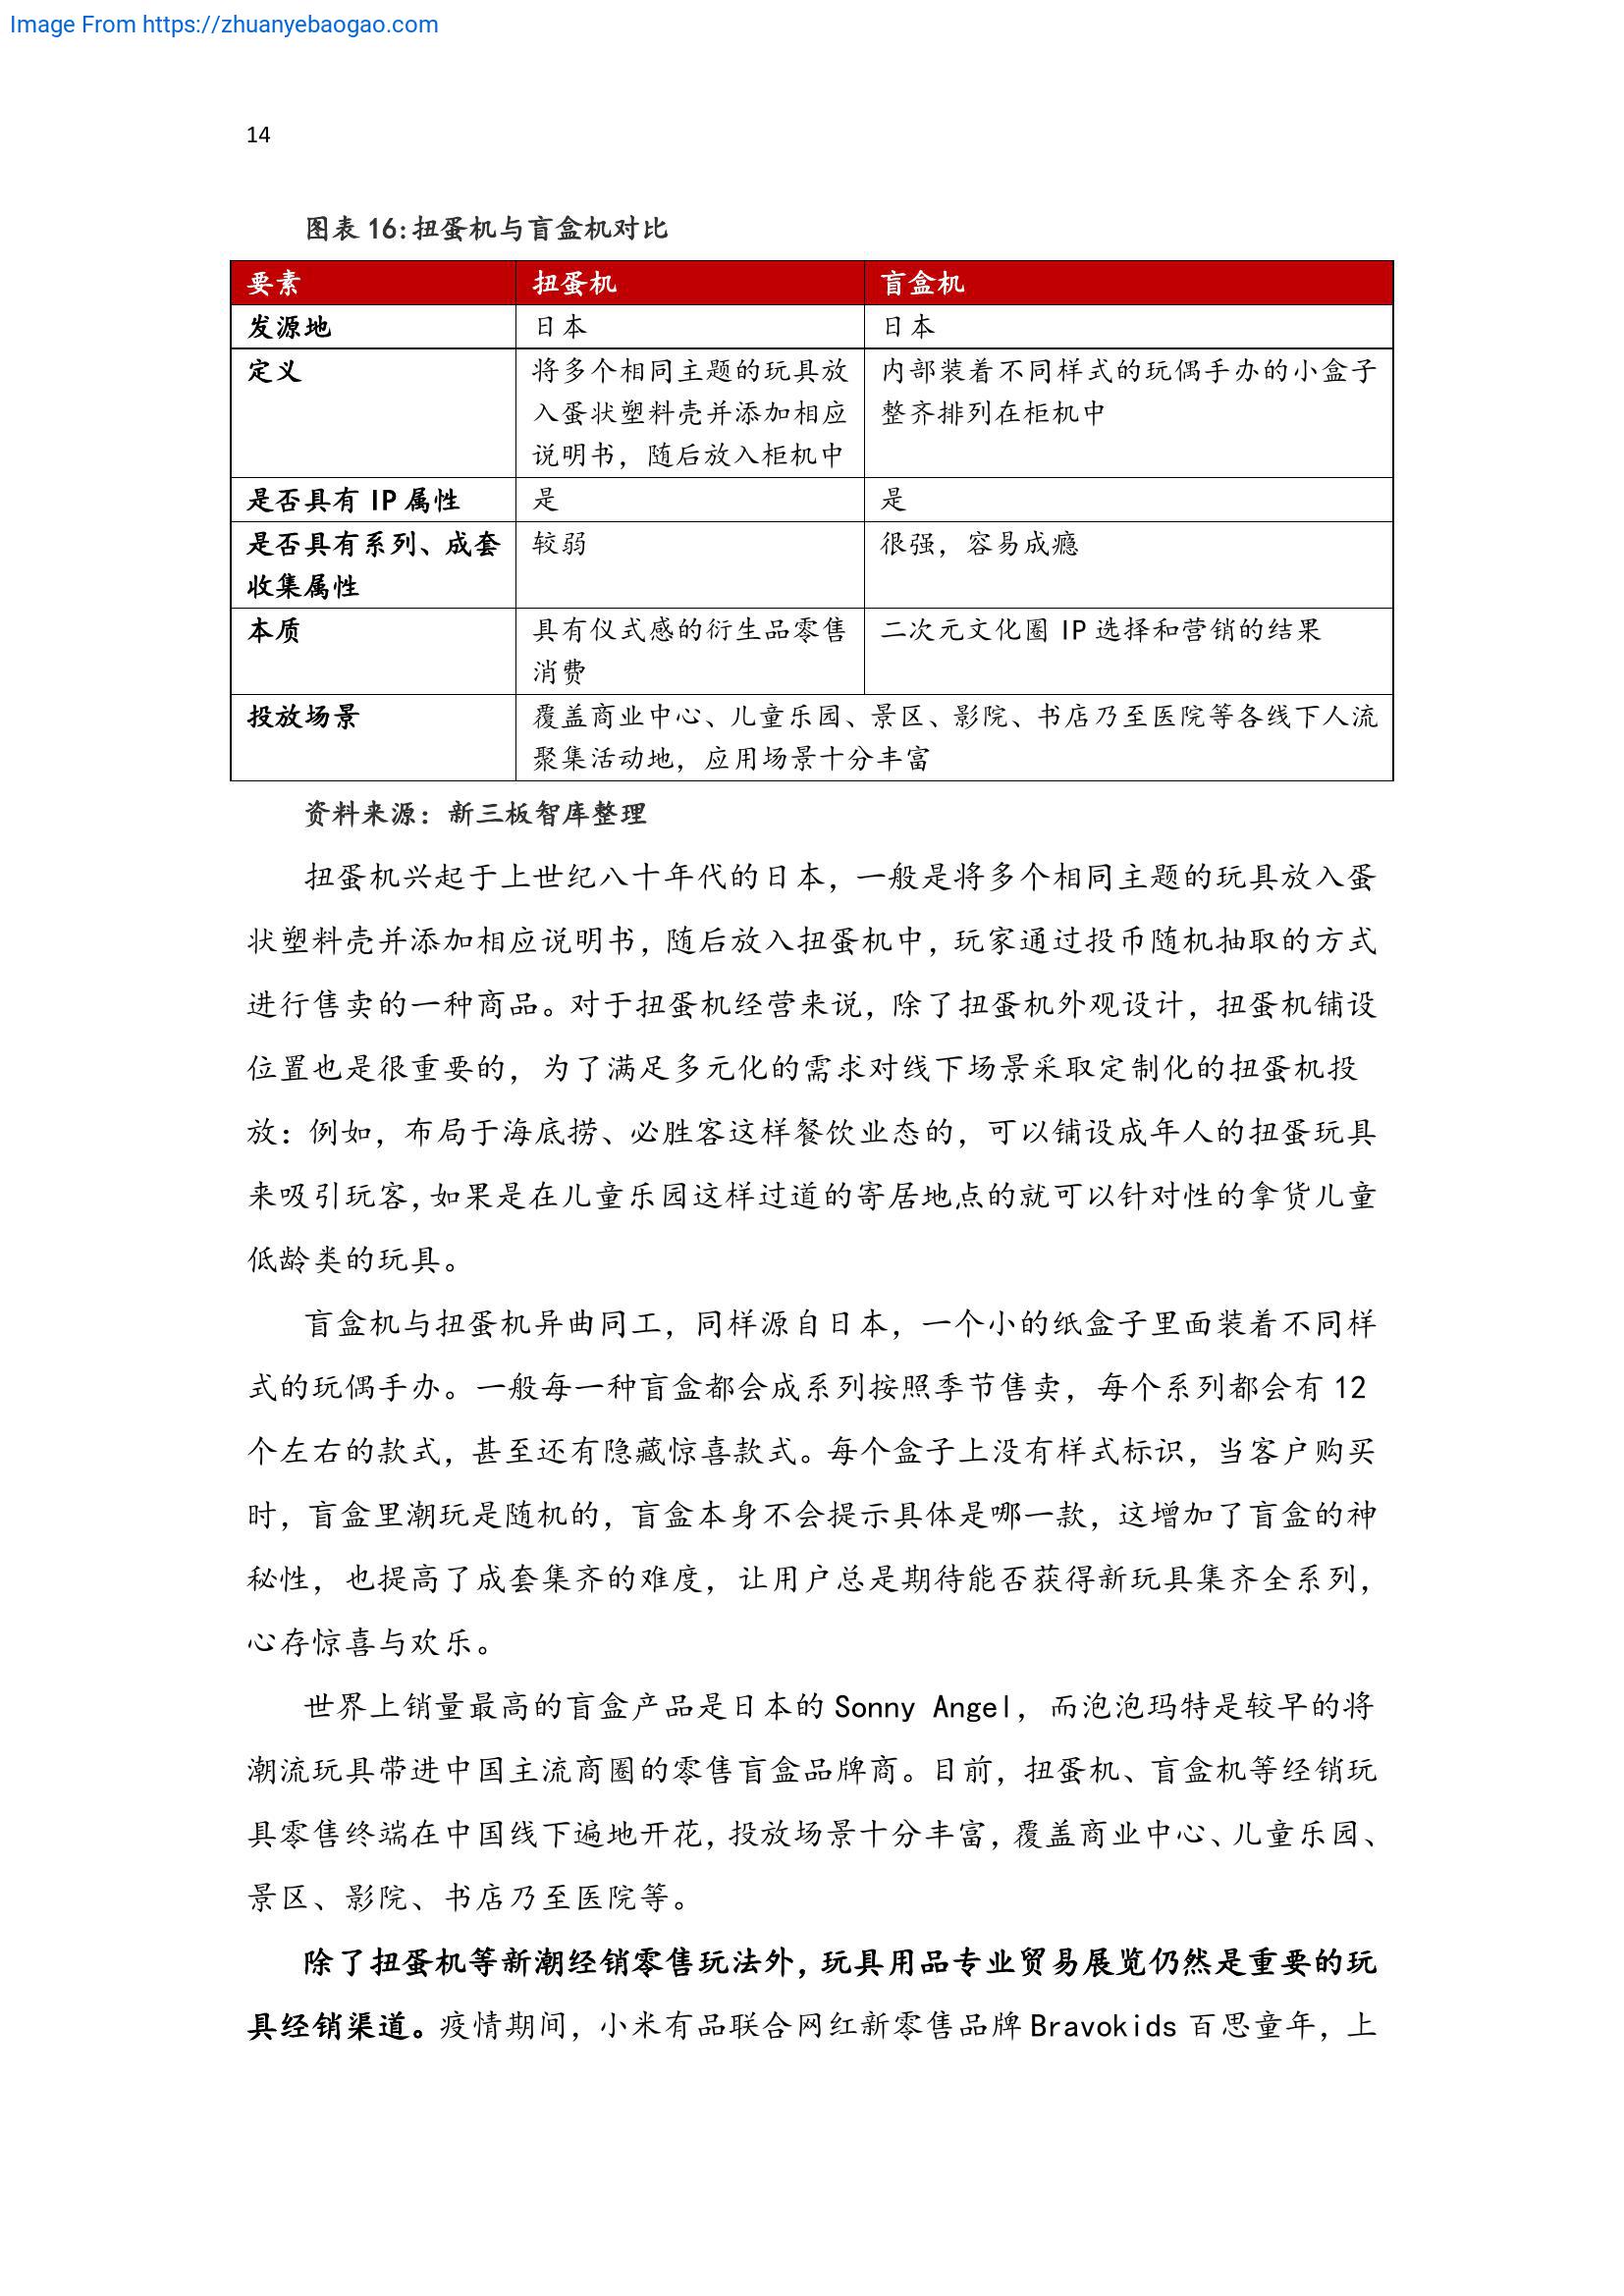 Image From https://zhuanyebaogao.com
14
图表 16:扭蛋机与盲盒机对比
要素 扭蛋机 盲盒机
发源地 日本 日本
定义 将多个相同主题的玩具放 内部装着不同样式的玩偶手办的小盒子
入蛋状塑料壳并添加相应 整齐排列在柜机中
说明书，随后放入柜机中
是否具有 IP 属性 是 是
是否具有系列、成套 较弱 很强，容易成瘾
收集属性
本质 具有仪式感的衍生品零售 二次元文化圈 IP 选择和营销的结果
消费
投放场景 覆盖商业中心、儿童乐园、景区、影院、书店乃至医院等各线下人流
聚集活动地，应用场景十分丰富
资料来源：新三板智库整理
扭蛋机兴起于上世纪八十年代的日本，一般是将多个相同主题的玩具放入蛋
状塑料壳并添加相应说明书，随后放入扭蛋机中，玩家通过投币随机抽取的方式
进行售卖的一种商品。对于扭蛋机经营来说，除了扭蛋机外观设计，扭蛋机铺设
位置也是很重要的，为了满足多元化的需求对线下场景采取定制化的扭蛋机投
放：例如，布局于海底捞、必胜客这样餐饮业态的，可以铺设成年人的扭蛋玩具
来吸引玩客，如果是在儿童乐园这样过道的寄居地点的就可以针对性的拿货儿童
低龄类的玩具。
盲盒机与扭蛋机异曲同工，同样源自日本，一个小的纸盒子里面装着不同样
式的玩偶手办。一般每一种盲盒都会成系列按照季节售卖，每个系列都会有 12
个左右的款式，甚至还有隐藏惊喜款式。每个盒子上没有样式标识，当客户购买
时，盲盒里潮玩是随机的，盲盒本身不会提示具体是哪一款，这增加了盲盒的神
秘性，也提高了成套集齐的难度，让用户总是期待能否获得新玩具集齐全系列，
心存惊喜与欢乐。
世界上销量最高的盲盒产品是日本的 Sonny Angel，而泡泡玛特是较早的将
潮流玩具带进中国主流商圈的零售盲盒品牌商。目前，扭蛋机、盲盒机等经销玩
具零售终端在中国线下遍地开花，投放场景十分丰富，覆盖商业中心、儿童乐园、
景区、影院、书店乃至医院等。
除了扭蛋机等新潮经销零售玩法外，玩具用品专业贸易展览仍然是重要的玩
具经销渠道。疫情期间，小米有品联合网红新零售品牌 Bravokids 百思童年，上